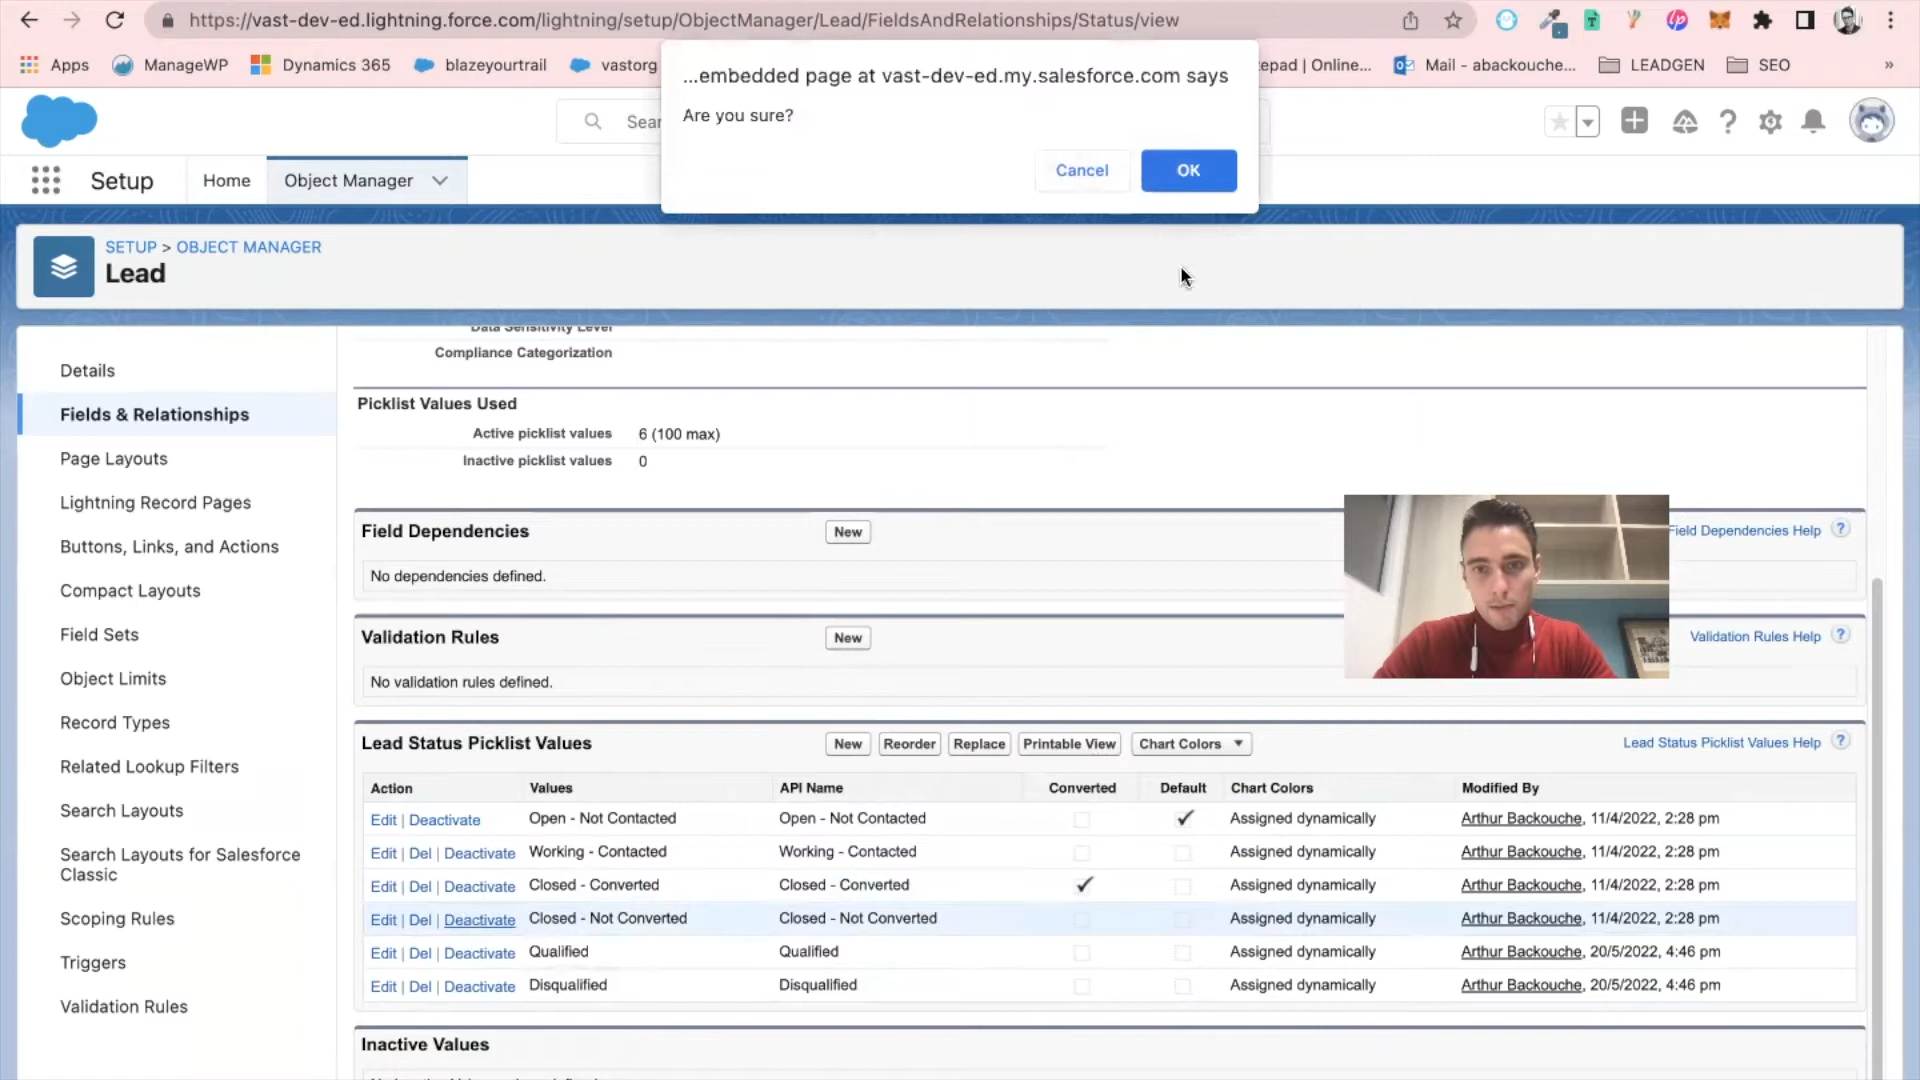 https://vast-dev-ed.lightning.force.com/lightning/setup/ObjectManager/Lead/FieldsAndRelationships/Status/view
Apps
ManageWP
Dynamics 365
blazeyourtrail
vastorg
epad | Online...
Mail - abackouche...
LEADGEN
SEO
»
...embedded page at vast-dev-ed.my.salesforce.com says
Are you sure?
Cancel
OK
Sear
Setup
Home
Object Manager
SETUP > OBJECT MANAGER
Lead
Details
Fields & Relationships
Page Layouts
Lightning Record Pages
Buttons, Links, and Actions
Compact Layouts
Field Sets
Object Limits
Record Types
Related Lookup Filters
Search Layouts
Search Layouts for Salesforce
Classic
Scoping Rules
Triggers
Validation Rules
Data Sensitivity Level
Compliance Categorization
Picklist Values Used
Active picklist values 6 (100 max)
Inactive picklist values 0
Field Dependencies New Field Dependencies Help ?
No dependencies defined.
Validation Rules New Validation Rules Help ?
No validation rules defined.
Lead Status Picklist Values New Reorder Replace Printable View Chart Colors Lead Status Picklist Values Help ?
Action Values API Name Converted Default Chart Colors Modified By
Edit | Deactivate Open - Not Contacted Open - Not Contacted Assigned dynamically Arthur Backouche, 11/4/2022, 2:28 pm
Edit | Del | Deactivate Working - Contacted Working - Contacted Assigned dynamically Arthur Backouche, 11/4/2022, 2:28 pm
Edit | Del | Deactivate Closed - Converted Closed - Converted Assigned dynamically Arthur Backouche, 11/4/2022, 2:28 pm
Edit | Del | Deactivate Closed - Not Converted Closed - Not Converted Assigned dynamically Arthur Backouche, 11/4/2022, 2:28 pm
Edit | Del | Deactivate Qualified Qualified Assigned dynamically Arthur Backouche, 20/5/2022, 4:46 pm
Edit | Del | Deactivate Disqualified Disqualified Assigned dynamically Arthur Backouche, 20/5/2022, 4:46 pm
Inactive Values